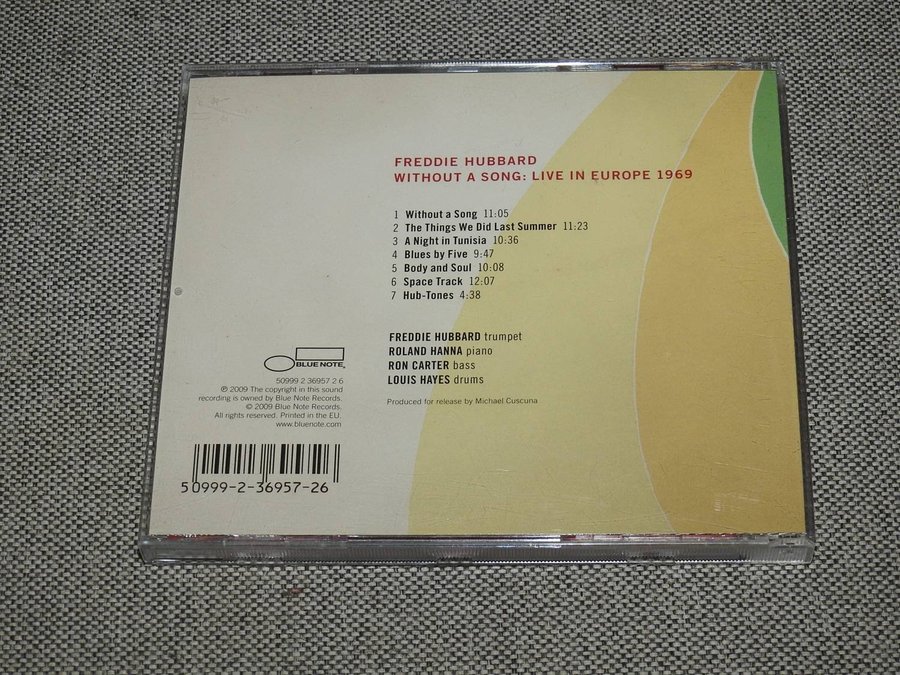 FREDDIE HUBBARD
WITHOUT A SONG: LIVE IN EUROPE 1969
1 Without a Song 11:05
2 The Things We Did Last Summer 11:23
3 A Night in Tunisia 10:36
4 Blues by Five 9:47
5 Body and Soul 10:08
6 Space Track 12:07
7 Hub-Tones 4:38
FREDDIE HUBBARD trumpet
ROLAND HANNA piano
RON CARTER bass
LOUIS HAYES drums
Produced for release by Michael Cuscuna
BLUE NOTE®
50999 2 36957 2 6
℗ 2009 The copyright in this sound
recording is owned by Blue Note Records.
© 2009 Blue Note Records.
All rights reserved. Printed in the EU.
www.bluenote.com
50999-2-36957-26